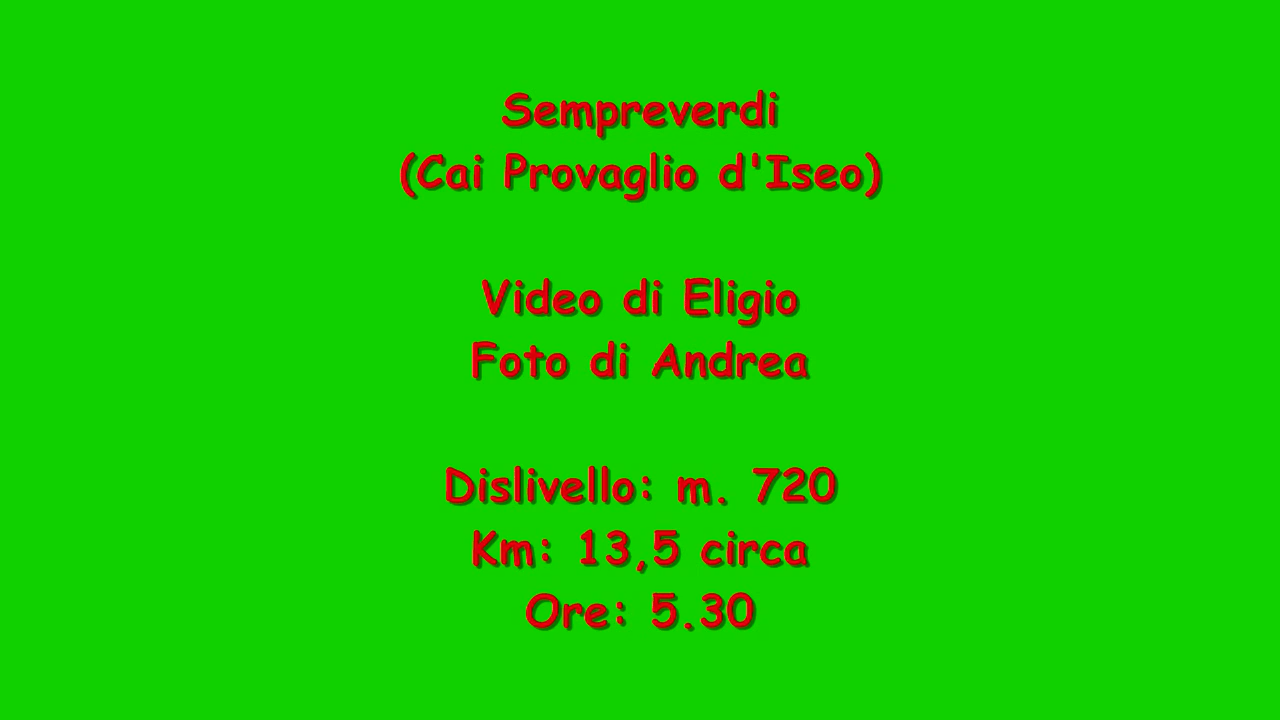 Sempreverdi
(Cai Provaglio d'Iseo)
Video di Eligio
Foto di Andrea
Dislivello: m. 720
Km: 13,5 circa
Ore: 5.30